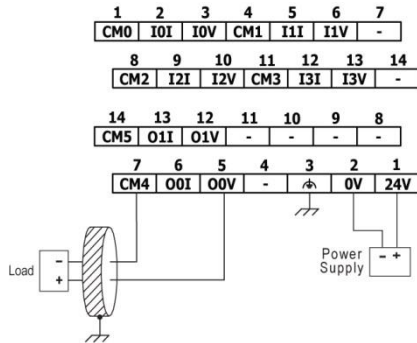 1 2 3 4 5 6 7
CM0 I0I I0V CM1 I1I I1V -
8 9 10 11 12 13 14
CM2 I2I I2V CM3 I3I I3V -
14 13 12 11 10 9 8
CM5 O1I O1V - - - -
7 6 5 4 3 2 1
CM4 O0I O0V - 0V 24V
Load - +
Power Supply - +